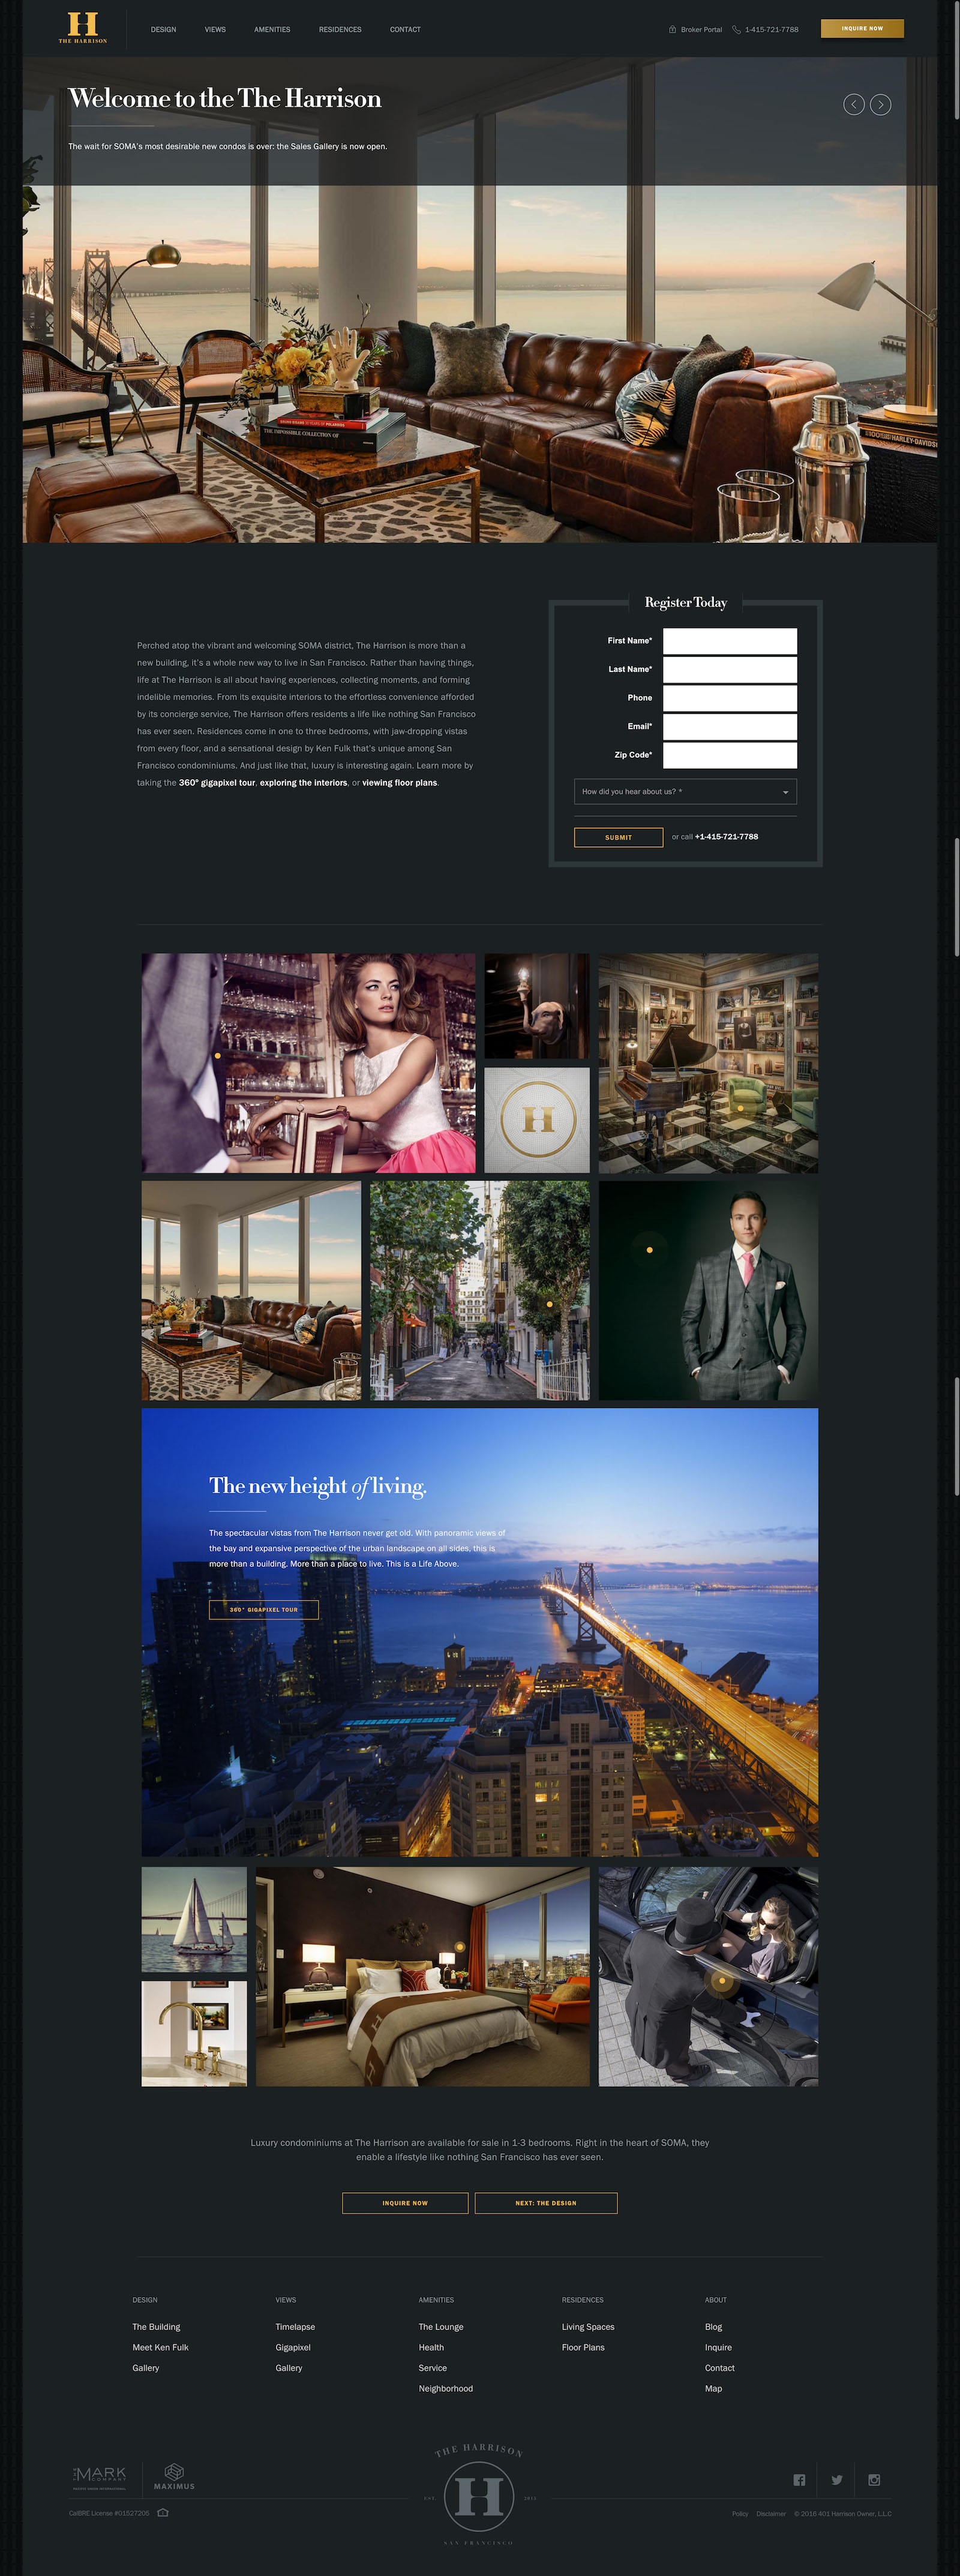 H
THE HARRISON
DESIGN
VIEWS
AMENITIES
RESIDENCES
CONTACT
Broker Portal
1-415-721-7788
INQUIRE NOW
Welcome to the The Harrison
The wait for SOMA's most desirable new condos is over: the Sales Gallery is now open.
THE IMPOSSIBLE COLLECTION OF
HARLEY-DAVIDSON
Perched atop the vibrant and welcoming SOMA district, The Harrison is more than a
new building, it's a whole new way to live in San Francisco. Rather than having things,
life at The Harrison is all about having experiences, collecting moments, and forming
indelible memories. From its exquisite interiors to the effortless convenience afforded
by its concierge service, The Harrison offers residents a life like nothing San Francisco
has ever seen. Residences come in one to three bedrooms, with jaw-dropping vistas
from every floor, and a sensational design by Ken Fulk that's unique among San
Francisco condominiums. And just like that, luxury is interesting again. Learn more by
taking the 360° gigapixel tour, exploring the interiors, or viewing floor plans.
Register Today
First Name*
Last Name*
Phone
Email*
Zip Code*
How did you hear about us? *
SUBMIT
or call +1-415-721-7788
H
The new height of living.
The spectacular vistas from The Harrison never get old. With panoramic views of
the bay and expansive perspective of the urban landscape on all sides, this is
more than a building. More than a place to live. This is a Life Above.
360° GIGAPIXEL TOUR
H
Luxury condominiums at The Harrison are available for sale in 1-3 bedrooms. Right in the heart of SOMA, they
enable a lifestyle like nothing San Francisco has ever seen.
INQUIRE NOW
NEXT: THE DESIGN
DESIGN
The Building
Meet Ken Fulk
Gallery
VIEWS
Timelapse
Gigapixel
Gallery
AMENITIES
The Lounge
Health
Service
Neighborhood
RESIDENCES
Living Spaces
Floor Plans
ABOUT
Blog
Inquire
Contact
Map
THE MARK COMPANY
MAXIMUS
CalBRE License #01527205
THE HARRISON
EST.
H
SAN FRANCISCO
Policy
Disclaimer
© 2016 401 Harrison Owner, L.L.C